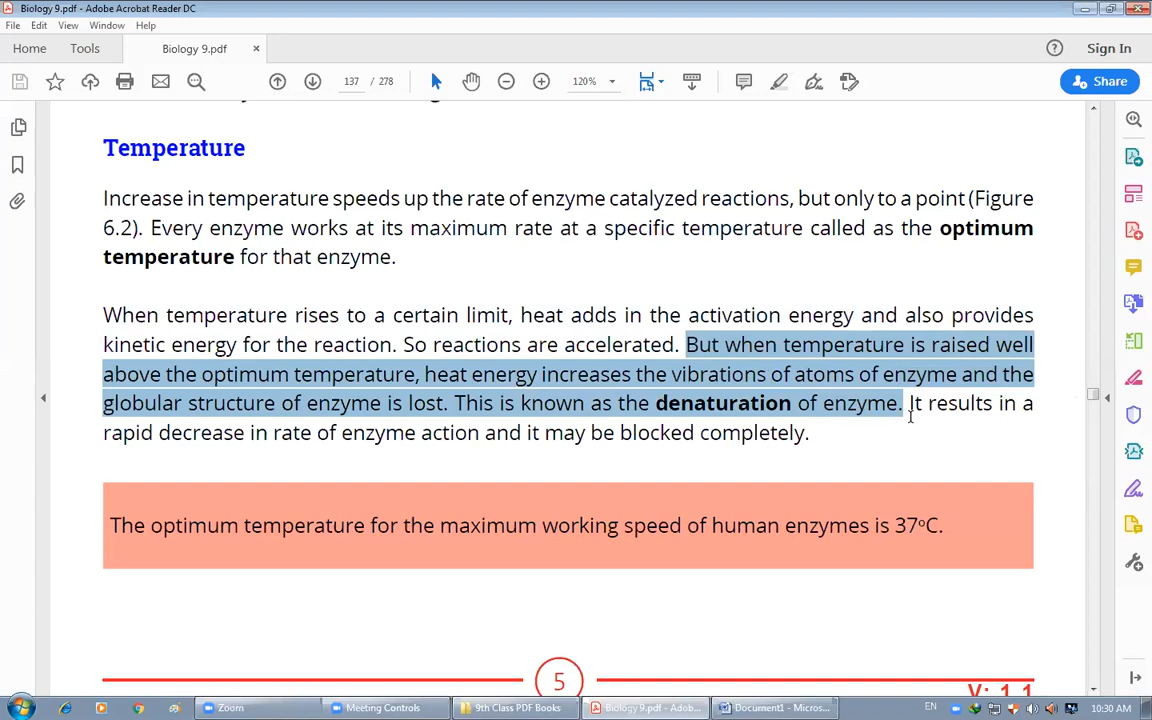 Biology 9.pdf - Adobe Acrobat Reader DC
File Edit View Window Help
Home Tools Biology 9.pdf × Sign In
137 / 278 120% Share
Temperature
Increase in temperature speeds up the rate of enzyme catalyzed reactions, but only to a point (Figure
6.2). Every enzyme works at its maximum rate at a specific temperature called as the optimum
temperature for that enzyme.
When temperature rises to a certain limit, heat adds in the activation energy and also provides
kinetic energy for the reaction. So reactions are accelerated. But when temperature is raised well
above the optimum temperature, heat energy increases the vibrations of atoms of enzyme and the
globular structure of enzyme is lost. This is known as the denaturation of enzyme. It results in a
rapid decrease in rate of enzyme action and it may be blocked completely.
The optimum temperature for the maximum working speed of human enzymes is 37ºC.
5
V: 1.1
Zoom Meeting Controls 9th Class PDF Books Biology 9.pdf - Adob... Document1 - Micros... EN 10:30 AM